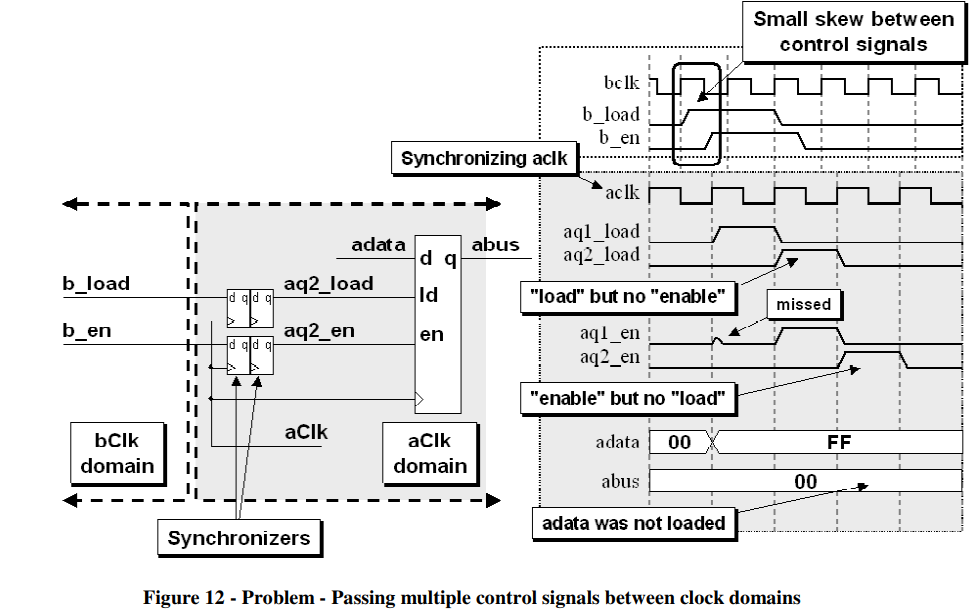 Small skew between
control signals
bclk
b_load
b_en
Synchronizing aclk
aclk
aq1_load
aq2_load
"load" but no "enable"
missed
aq1_en
aq2_en
"enable" but no "load"
adata
00
FF
abus
00
adata was not loaded
adata
d q
abus
b_load
d q
d q
aq2_load
ld
b_en
d q
d q
aq2_en
en
aClk
bClk
domain
aClk
domain
Synchronizers
Figure 12 - Problem - Passing multiple control signals between clock domains